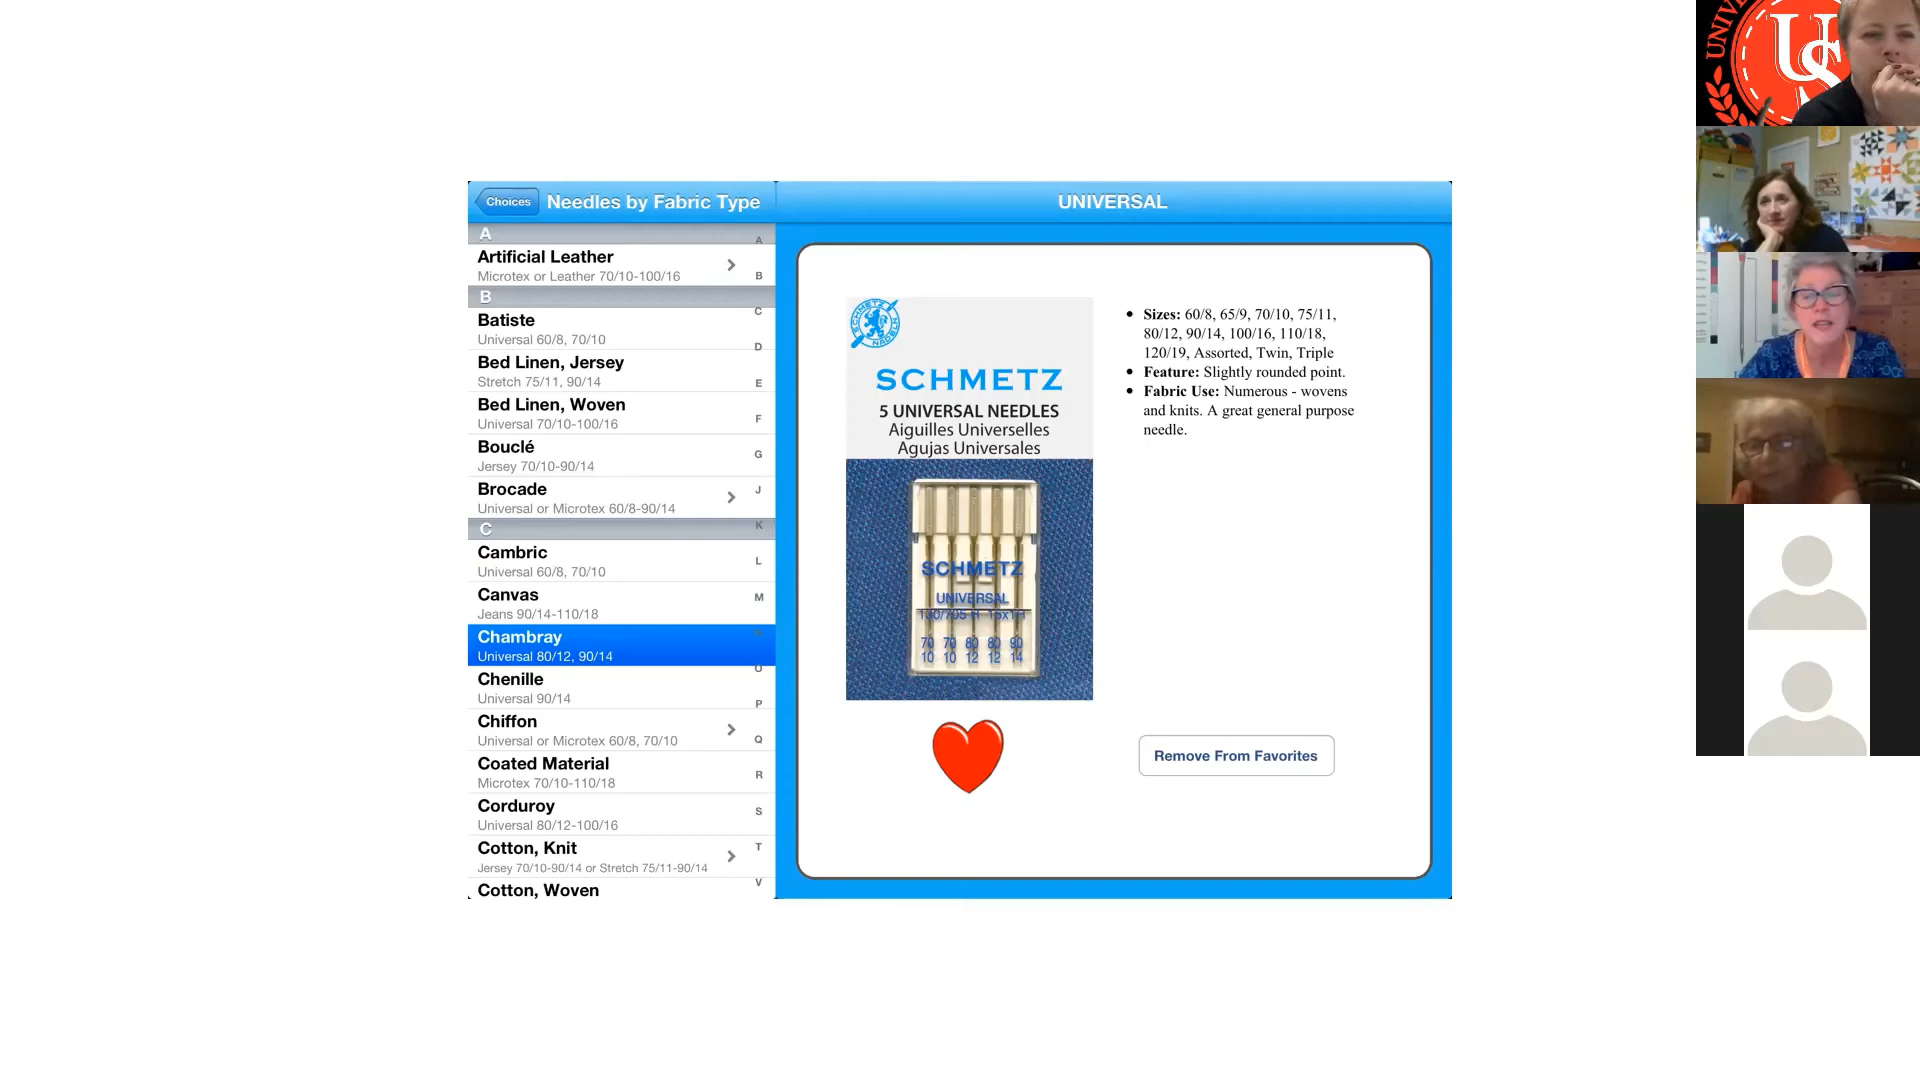 Choices
Needles by Fabric Type
UNIVERSAL
A
Artificial Leather
Microtex or Leather 70/10-100/16
B
Batiste
Universal 60/8, 70/10
Bed Linen, Jersey
Stretch 75/11, 90/14
Bed Linen, Woven
Universal 70/10-100/16
Bouclé
Jersey 70/10-90/14
Brocade
Universal or Microtex 60/8-90/14
C
Cambric
Universal 60/8, 70/10
Canvas
Jeans 90/14-110/18
Chambray
Universal 80/12, 90/14
Chenille
Universal 90/14
Chiffon
Universal or Microtex 60/8, 70/10
Coated Material
Microtex 70/10-110/18
Corduroy
Universal 80/12-100/16
Cotton, Knit
Jersey 70/10-90/14 or Stretch 75/11-90/14
Cotton, Woven
A
B
C
D
E
F
G
J
K
L
M
O
P
Q
R
S
T
V
SCHMETZ
NADELN
SCHMETZ
5 UNIVERSAL NEEDLES
Aiguilles Universelles
Agujas Universales
SCHMETZ
UNIVERSAL
130/705 H 15x1H
70 70 80 80 90
10 10 12 12 14
• Sizes: 60/8, 65/9, 70/10, 75/11,
80/12, 90/14, 100/16, 110/18,
120/19, Assorted, Twin, Triple
• Feature: Slightly rounded point.
• Fabric Use: Numerous - wovens
and knits. A great general purpose
needle.
Remove From Favorites
US